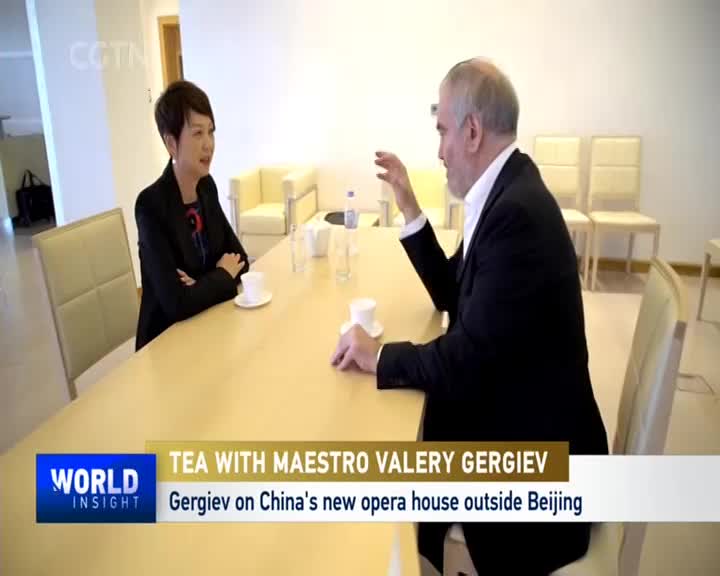 CGTN
TEA WITH MAESTRO VALERY GERGIEV
WORLD
INSIGHT
Gergiev on China's new opera house outside Beijing